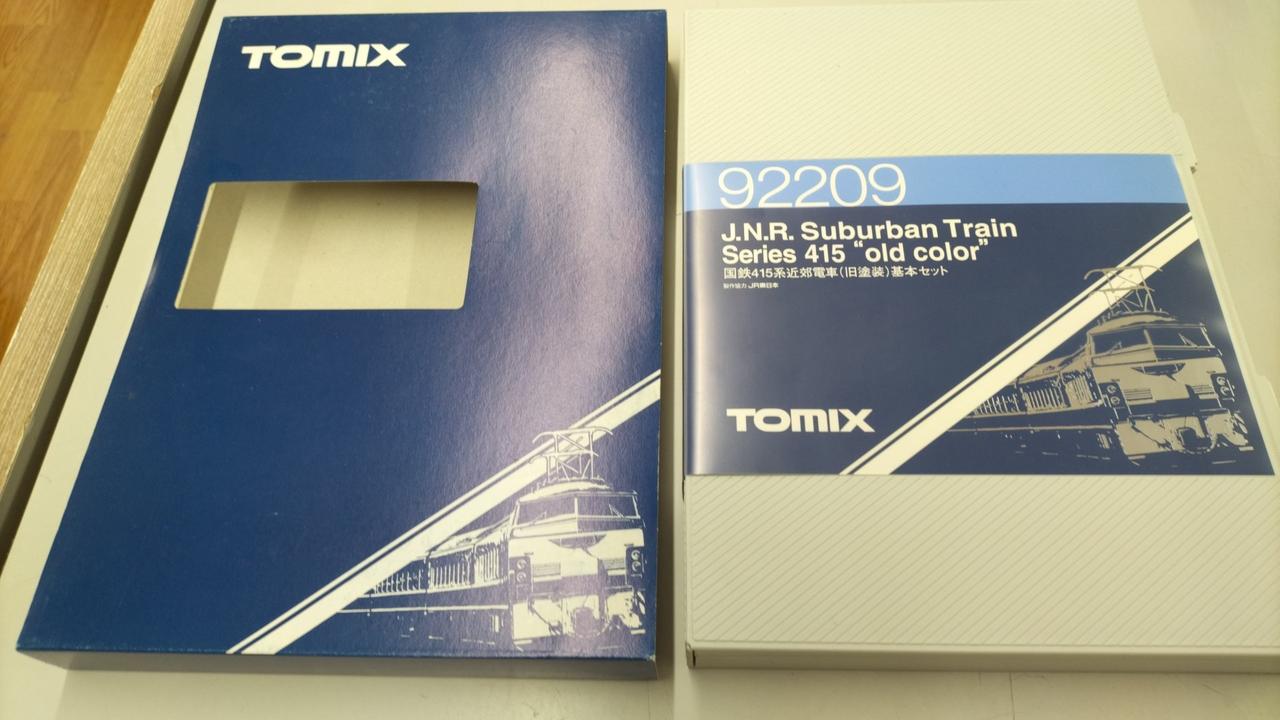 TOMIX
92209
J.N.R. Suburban Train
Series 415 “old color”
国鉄415系近郊電車(旧塗装)基本セット
製作協力 JR東日本
TOMIX